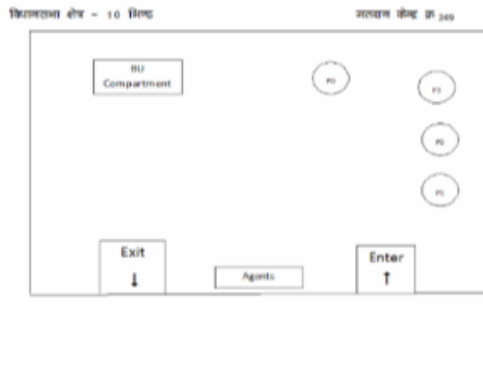 विधानसभा क्षेत्र - 10 भिण्ड
मतदान केन्द्र क्र 349
BU
Compartment
Exit
Agents
Enter